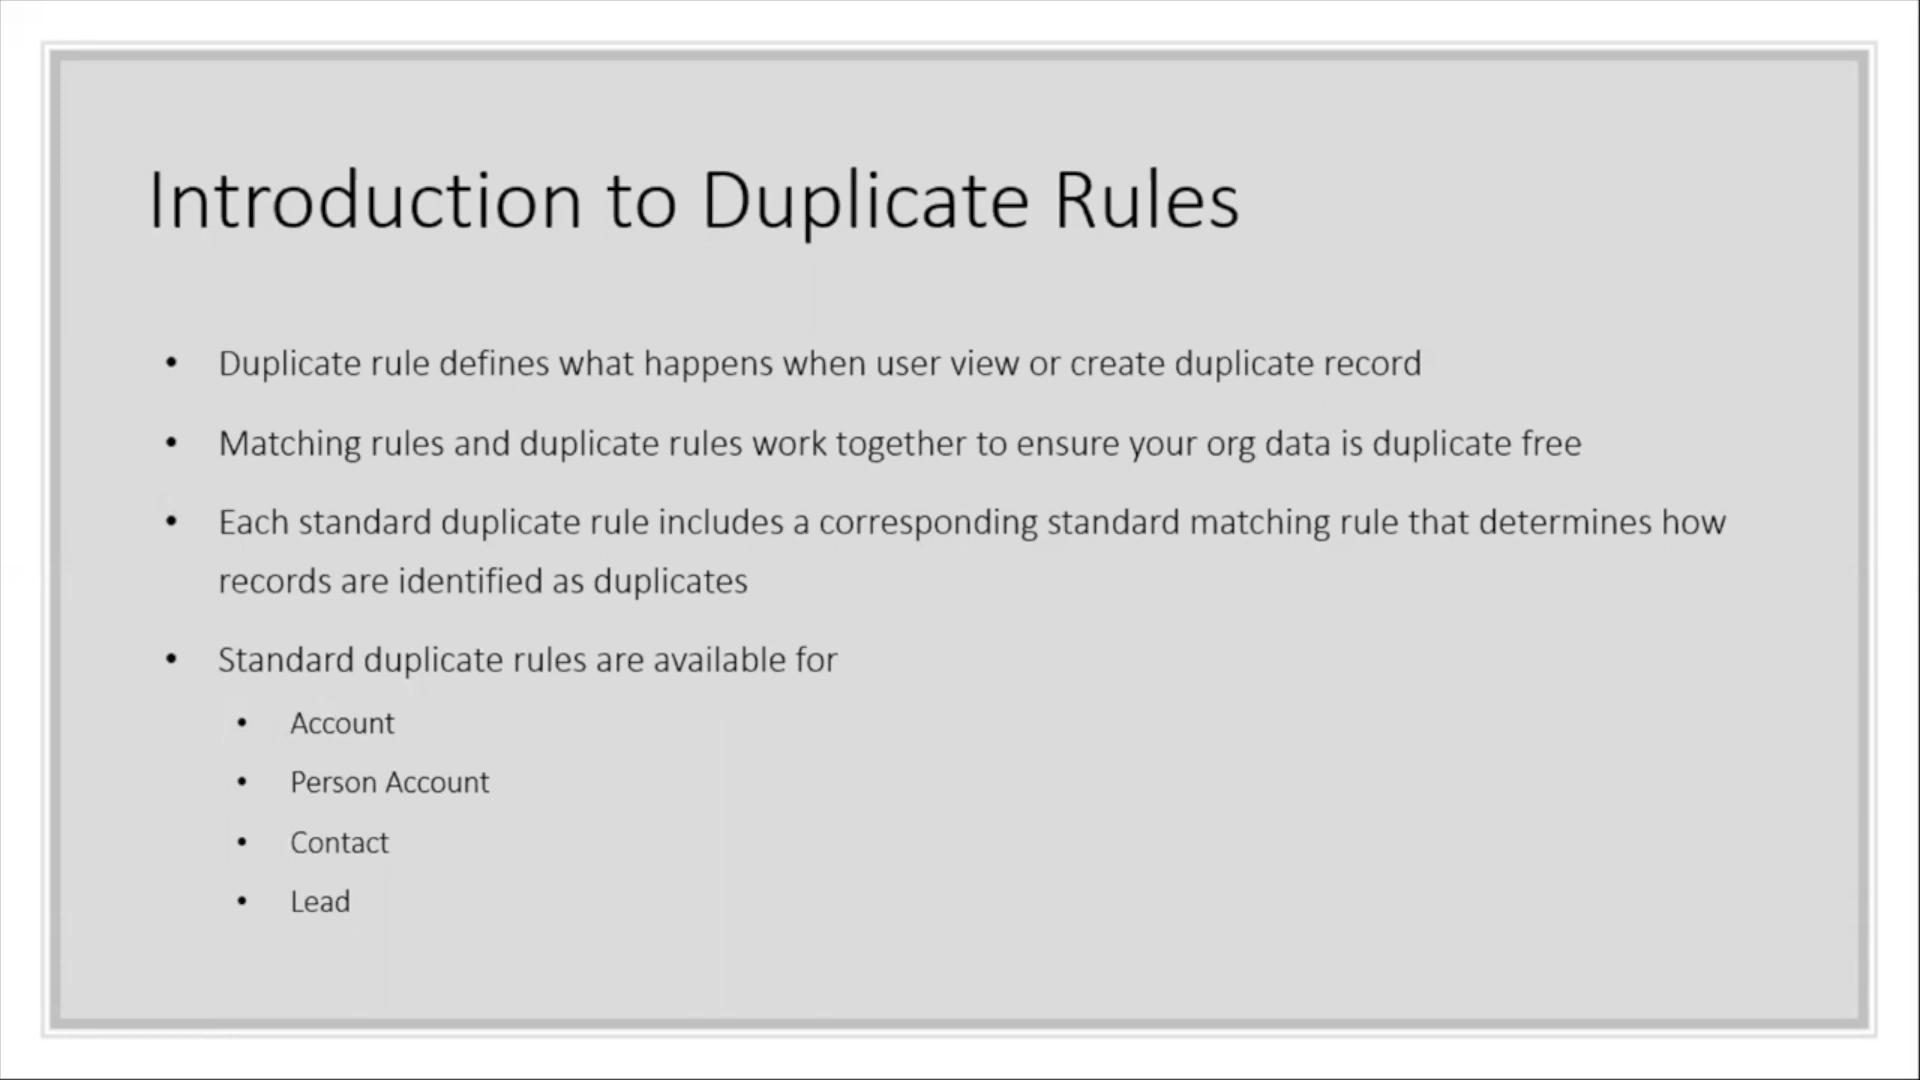 Introduction to Duplicate Rules
• Duplicate rule defines what happens when user view or create duplicate record
• Matching rules and duplicate rules work together to ensure your org data is duplicate free
• Each standard duplicate rule includes a corresponding standard matching rule that determines how
records are identified as duplicates
• Standard duplicate rules are available for
• Account
• Person Account
• Contact
• Lead